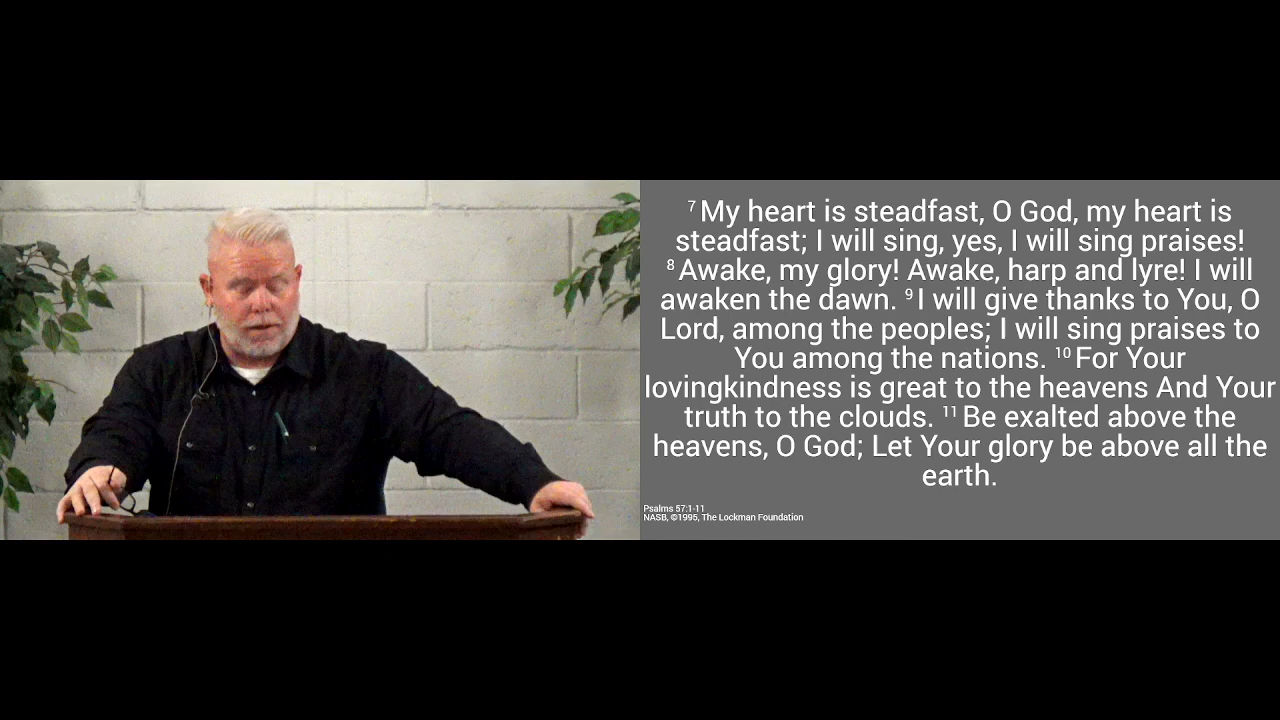 7 My heart is steadfast, O God, my heart is
steadfast; I will sing, yes, I will sing praises!
8 Awake, my glory! Awake, harp and lyre! I will
awaken the dawn. 9 I will give thanks to You, O
Lord, among the peoples; I will sing praises to
You among the nations. 10 For Your
lovingkindness is great to the heavens And Your
truth to the clouds. 11 Be exalted above the
heavens, O God; Let Your glory be above all the
earth.
Psalms 57:1-11
NASB, ©1995, The Lockman Foundation